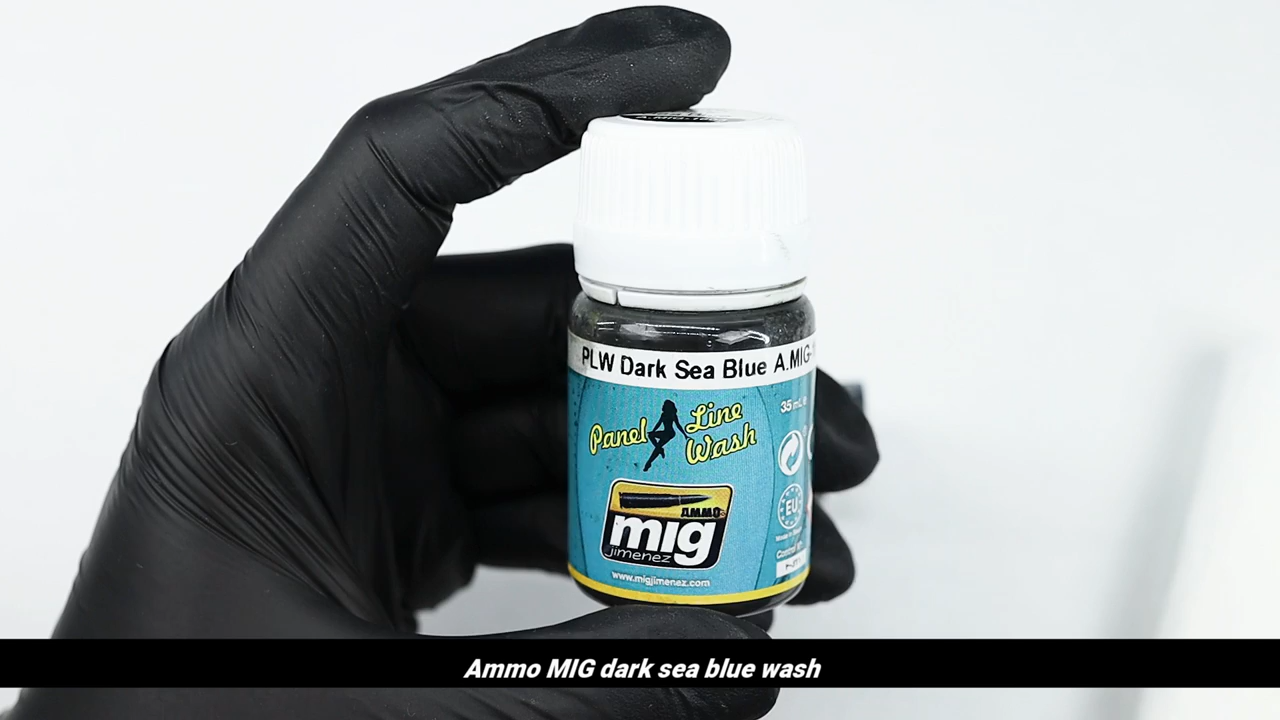 PLW Dark Sea Blue A.MIG-
35 mL
Panel Line
Wash
AMMO
mig
jimenez
EU
www.migjimenez.com
Ammo MIG dark sea blue wash